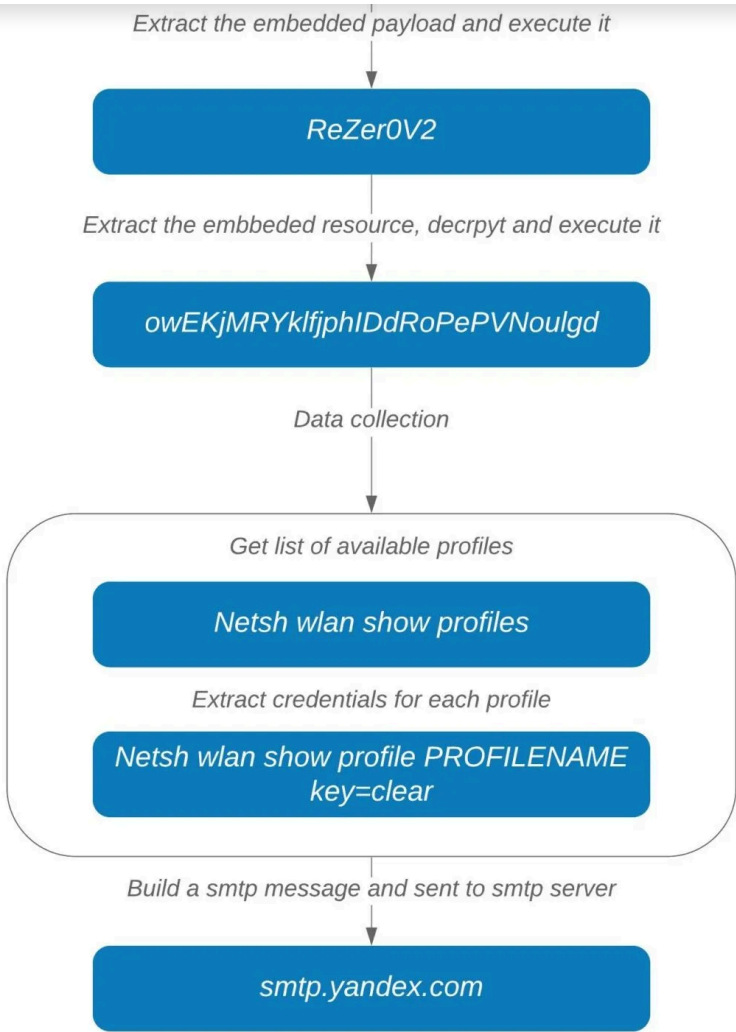 Extract the embedded payload and execute it
ReZer0V2
Extract the embbeded resource, decrpyt and execute it
owEKjMRYklfjphIDdRoPePVNoulgd
Data collection
Get list of available profiles
Netsh wlan show profiles
Extract credentials for each profile
Netsh wlan show profile PROFILENAME
key=clear
Build a smtp message and sent to smtp server
smtp.yandex.com